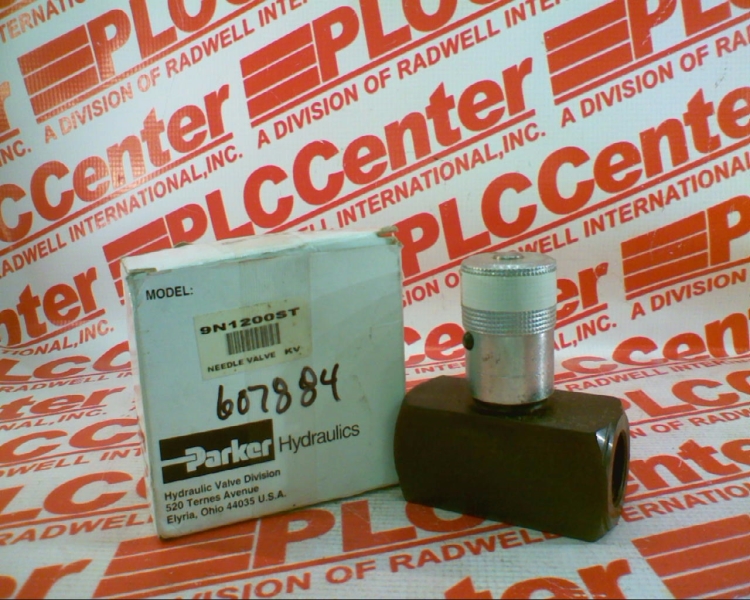 PLCCenter
A DIVISION OF RADWELL INTERNATIONAL, INC.
MODEL:
9N1200ST
NEEDLE VALVE KV
607884
Parker Hydraulics
Hydraulic Valve Division
520 Ternes Avenue
Elyria, Ohio 44035 U.S.A.